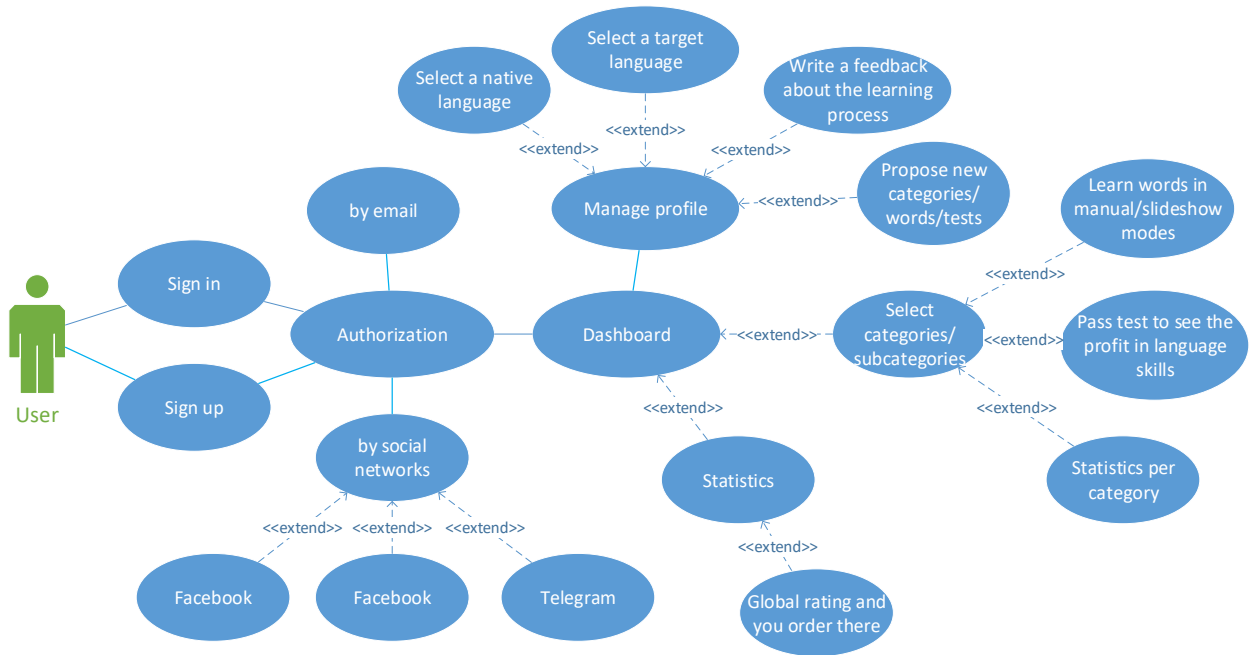 Select a target
language
Select a native
language
Write a feedback
about the learning
process
<<extend>>
<<extend>>
<<extend>>
by email
Manage profile
<<extend>>
Propose new
categories/
words/tests
Learn words in
manual/slideshow
modes
Sign in
<<extend>>
Authorization
Dashboard
<<extend>>
Select
categories/
subcategories
<<extend>>
Pass test to see the
profit in language
skills
User
Sign up
<<extend>>
<<extend>>
by social
networks
Statistics
Statistics per
category
<<extend>>
<<extend>>
<<extend>>
<<extend>>
Facebook
Facebook
Telegram
Global rating and
you order there